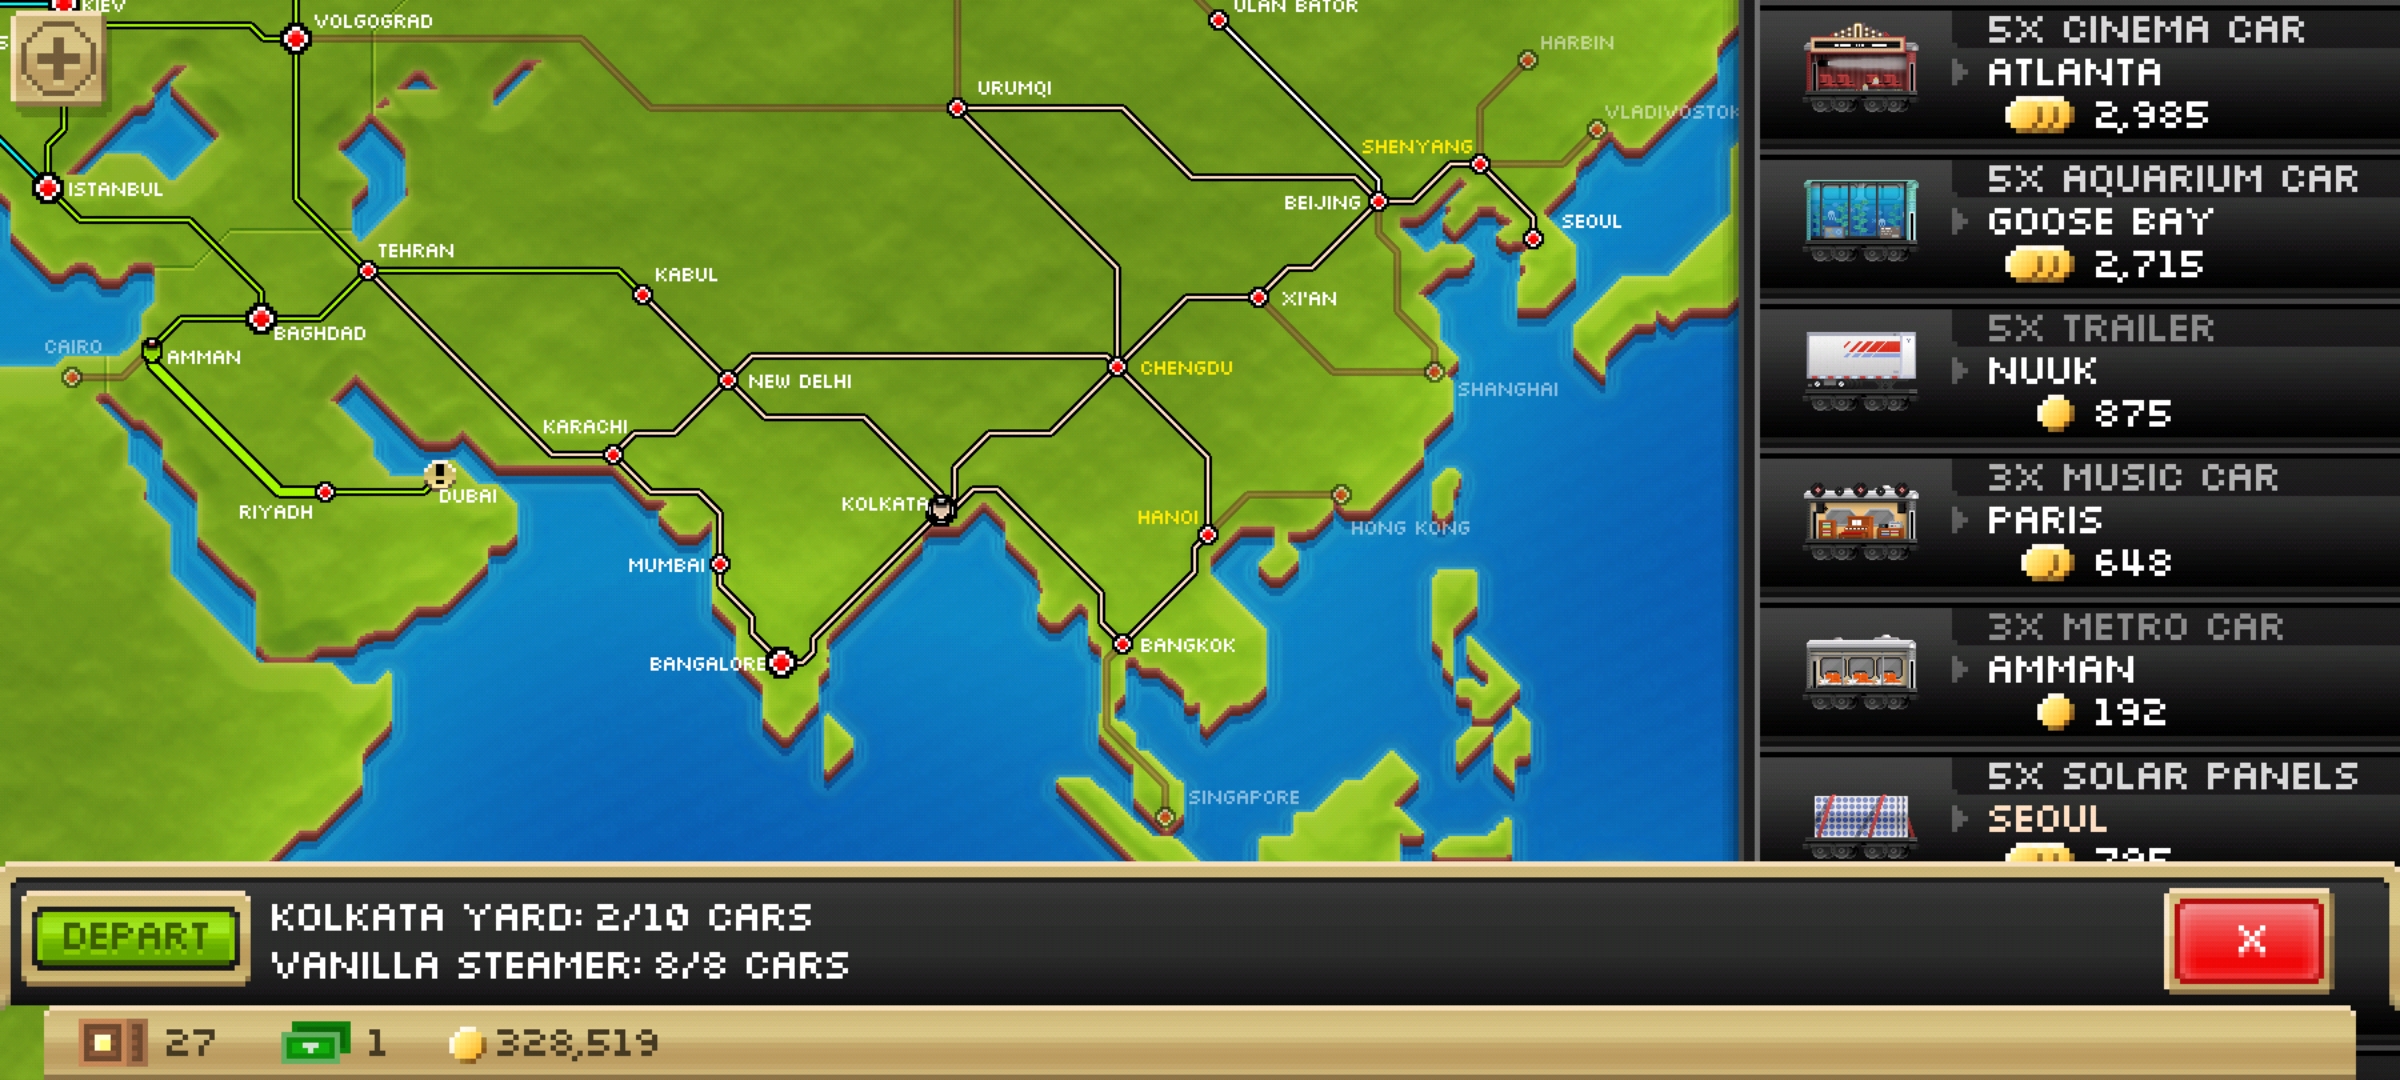 KIEV
VOLGOGRAD
ULAN BATOR
HARBIN
URUMQI
VLADIVOSTOK
SHENYANG
ISTANBUL
BEIJING
SEOUL
TEHRAN
KABUL
XI'AN
BAGHDAD
CAIRO
AMMAN
CHENGDU
NEW DELHI
SHANGHAI
KARACHI
DUBAI
KOLKATA
RIYADH
HANOI
HONG KONG
MUMBAI
BANGKOK
BANGALORE
SINGAPORE
5X CINEMA CAR
ATLANTA
2,985
5X AQUARIUM CAR
GOOSE BAY
2,715
5X TRAILER
NUUK
875
3X MUSIC CAR
PARIS
648
3X METRO CAR
AMMAN
192
5X SOLAR PANELS
SEOUL
DEPART
KOLKATA YARD: 2/10 CARS
VANILLA STEAMER: 8/8 CARS
X
27
1
328,519